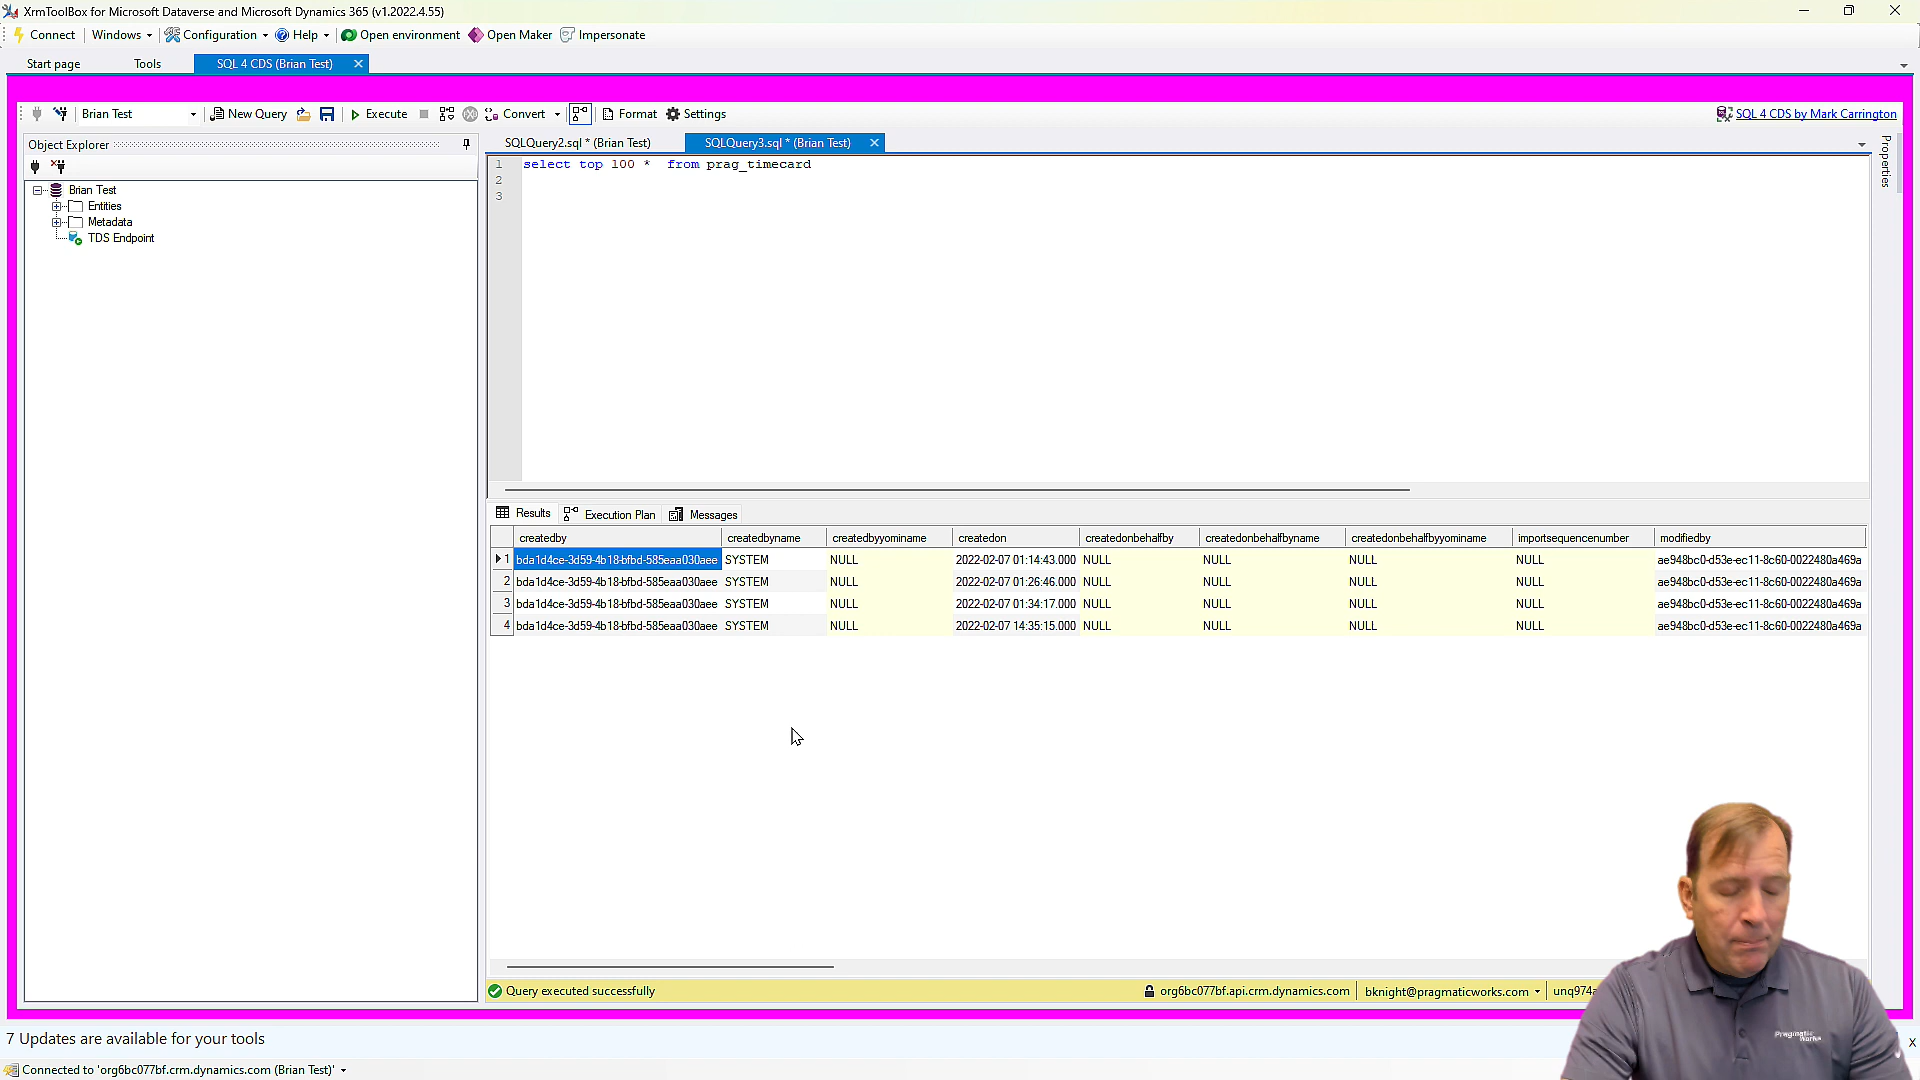 XrmToolBox for Microsoft Dataverse and Microsoft Dynamics 365 (v1.2022.4.55)
Connect Windows Configuration Help Open environment Open Maker Impersonate
Start page Tools SQL 4 CDS (Brian Test)
Brian Test New Query Execute Convert Format Settings SQL 4 CDS by Mark Carrington
Object Explorer
SQLQuery2.sql * (Brian Test) SQLQuery3.sql * (Brian Test)
Properties
Brian Test
Entities
Metadata
TDS Endpoint
1 select top 100 * from prag_timecard
2
3
Results Execution Plan Messages
createdby createdbyname createdbyyominame createdon createdonbehalfby createdonbehalfbyname createdonbehalfbyyominame importsequencenumber modifiedby
1 bda1d4ce-3d59-4b18-bfbd-585eaa030aee SYSTEM NULL 2022-02-07 01:14:43.000 NULL NULL NULL NULL ae948bc0-d53e-ec11-8c60-0022480a469a
2 bda1d4ce-3d59-4b18-bfbd-585eaa030aee SYSTEM NULL 2022-02-07 01:26:46.000 NULL NULL NULL NULL ae948bc0-d53e-ec11-8c60-0022480a469a
3 bda1d4ce-3d59-4b18-bfbd-585eaa030aee SYSTEM NULL 2022-02-07 01:34:17.000 NULL NULL NULL NULL ae948bc0-d53e-ec11-8c60-0022480a469a
4 bda1d4ce-3d59-4b18-bfbd-585eaa030aee SYSTEM NULL 2022-02-07 14:35:15.000 NULL NULL NULL NULL ae948bc0-d53e-ec11-8c60-0022480a469a
Query executed successfully org6bc077bf.api.crm.dynamics.com bknight@pragmaticworks.com
Pragmatic
Works
7 Updates are available for your tools
Connected to 'org6bc077bf.crm.dynamics.com (Brian Test)'